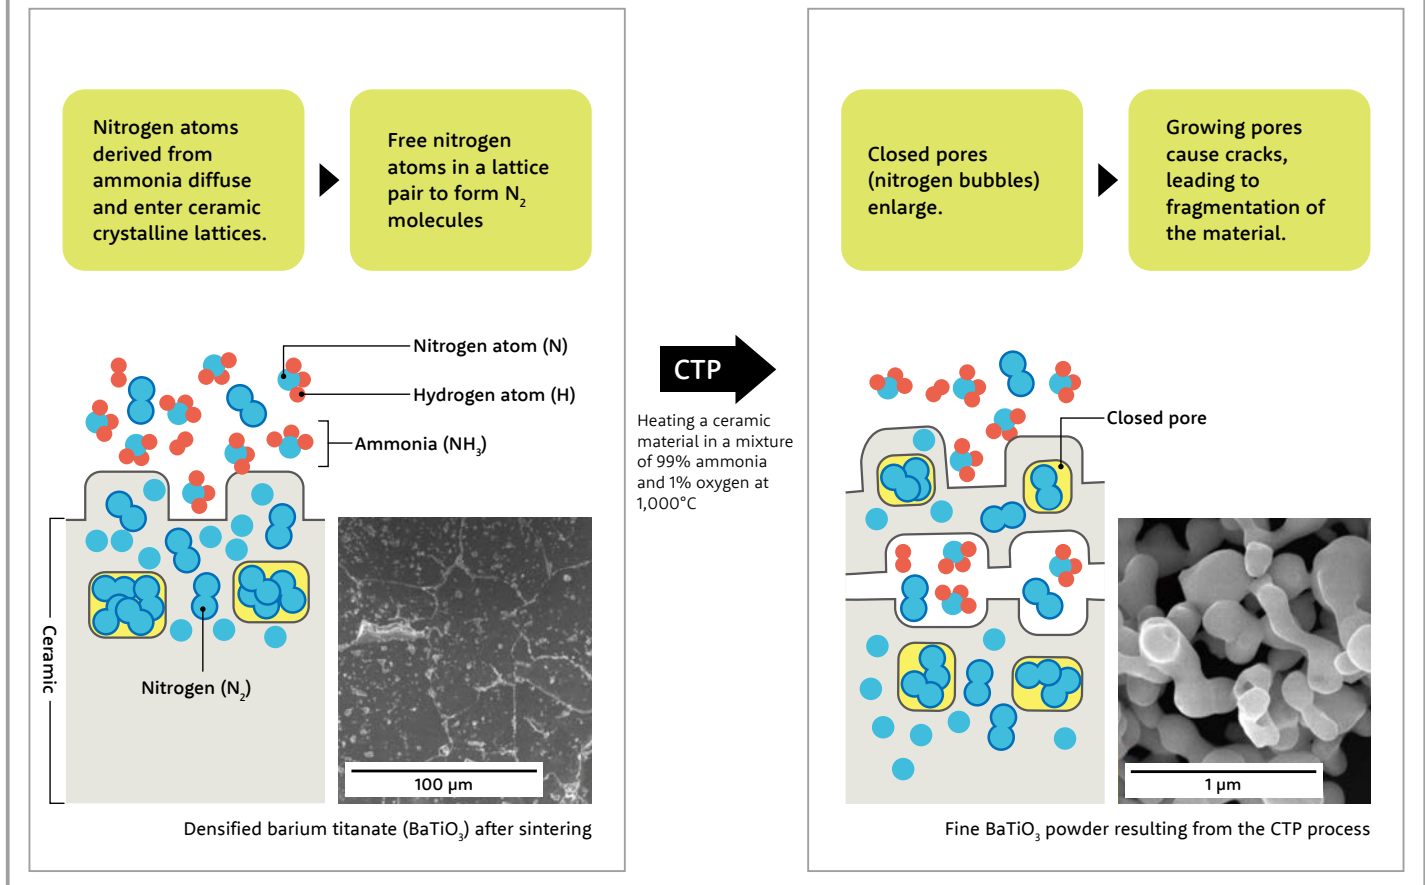 Nitrogen atoms
derived from
ammonia diffuse
and enter ceramic
crystalline lattices.
Free nitrogen
atoms in a lattice
pair to form N₂
molecules
Nitrogen atom (N)
Hydrogen atom (H)
Ammonia (NH₃)
Ceramic
Nitrogen (N₂)
100 µm
Densified barium titanate (BaTiO₃) after sintering
CTP
Heating a ceramic
material in a mixture
of 99% ammonia
and 1% oxygen at
1,000°C
Closed pores
(nitrogen bubbles)
enlarge.
Growing pores
cause cracks,
leading to
fragmentation of
the material.
Closed pore
1 µm
Fine BaTiO₃ powder resulting from the CTP process